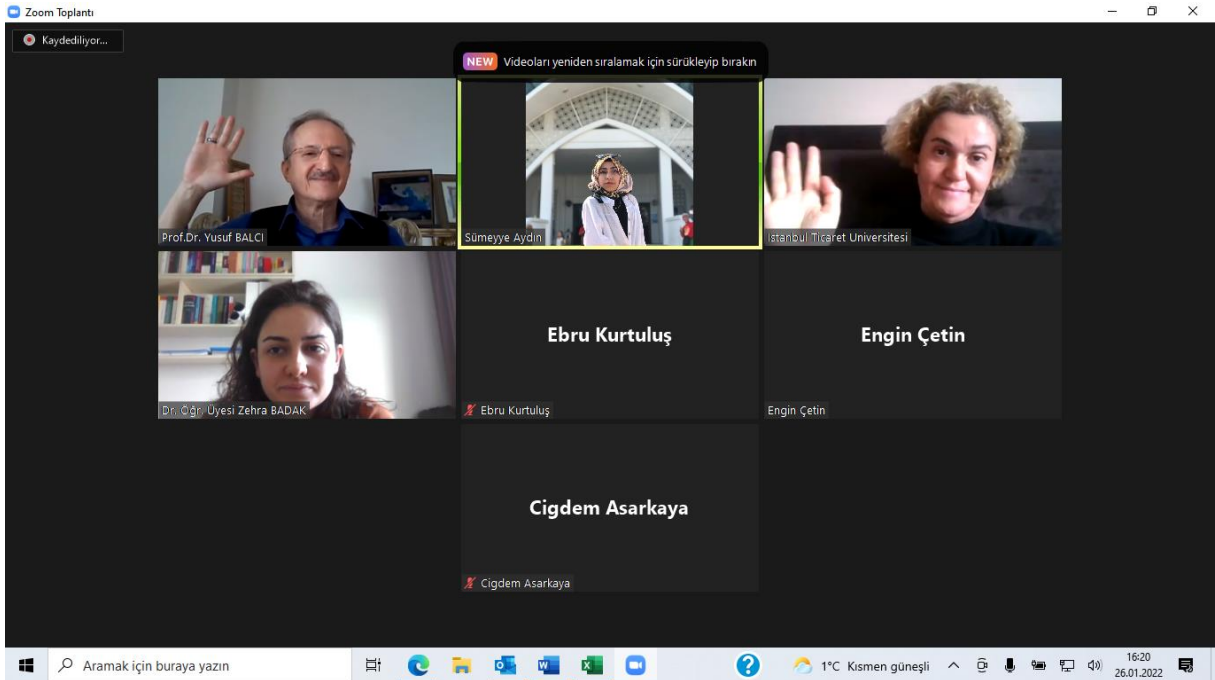 Zoom Toplantı
Kaydediliyor...
NEW Videoları yeniden sıralamak için sürükleyip bırakın
Prof.Dr. Yusuf BALCI
Sümeyye Aydın
İstanbul Ticaret Universitesi
Dr. Öğr. Üyesi Zehra BADAK
Ebru Kurtuluş
Ebru Kurtuluş
Engin Çetin
Engin Çetin
Cigdem Asarkaya
Cigdem Asarkaya
Aramak için buraya yazın
1°C Kısmen güneşli
16:20
26.01.2022